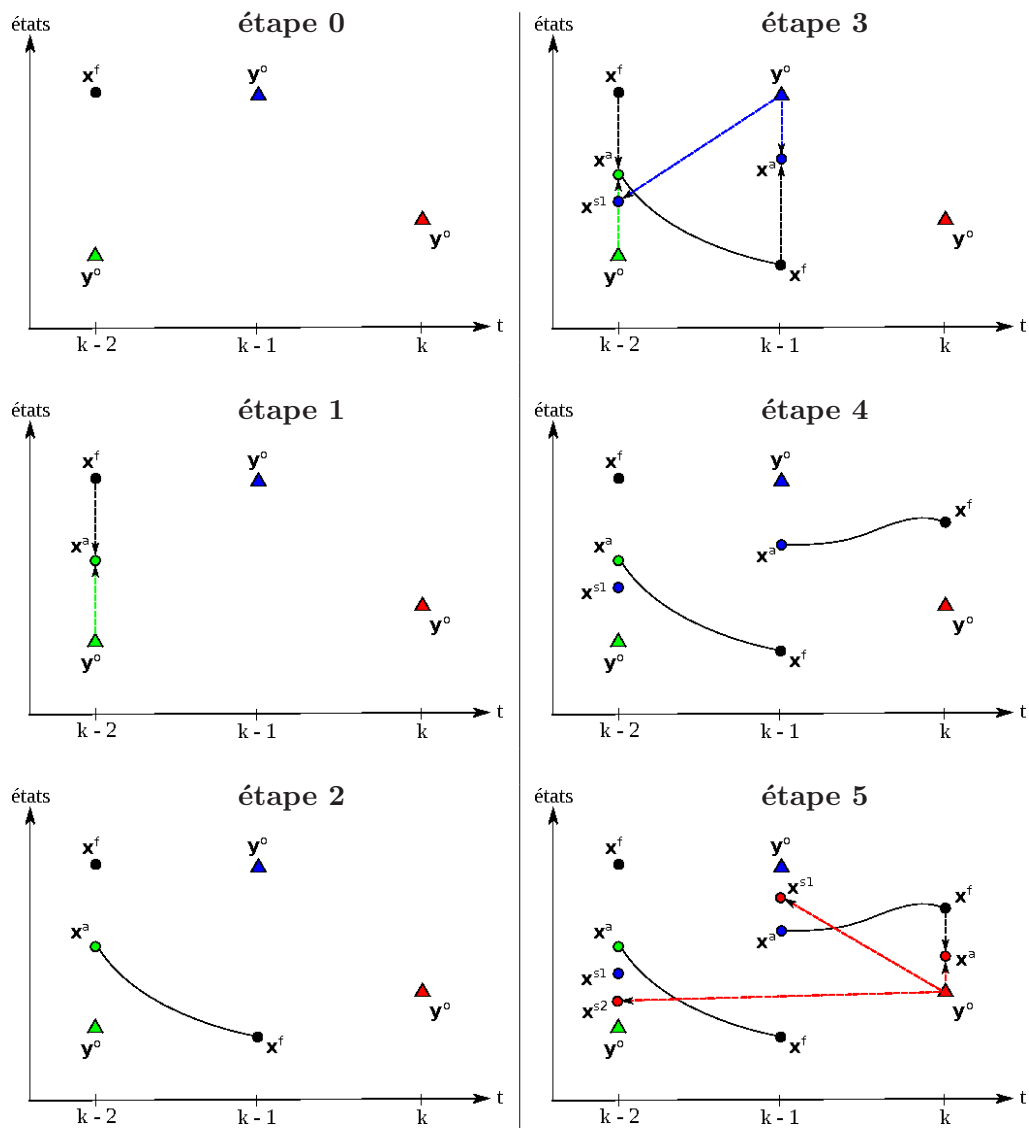 étape 0
états
x^f
y^o
y^o
y^o
t
k - 2
k - 1
k
étape 1
états
x^f
y^o
x^a
y^o
y^o
t
k - 2
k - 1
k
étape 2
états
x^f
y^o
x^a
y^o
y^o
x^f
t
k - 2
k - 1
k
étape 3
états
x^f
y^o
x^a
x^a
x^s1
y^o
y^o
x^f
t
k - 2
k - 1
k
étape 4
états
x^f
y^o
x^f
x^a
x^a
x^s1
y^o
y^o
x^f
t
k - 2
k - 1
k
étape 5
états
x^f
y^o
x^s1
x^f
x^a
x^a
x^a
x^s1
x^s2
y^o
y^o
x^f
t
k - 2
k - 1
k